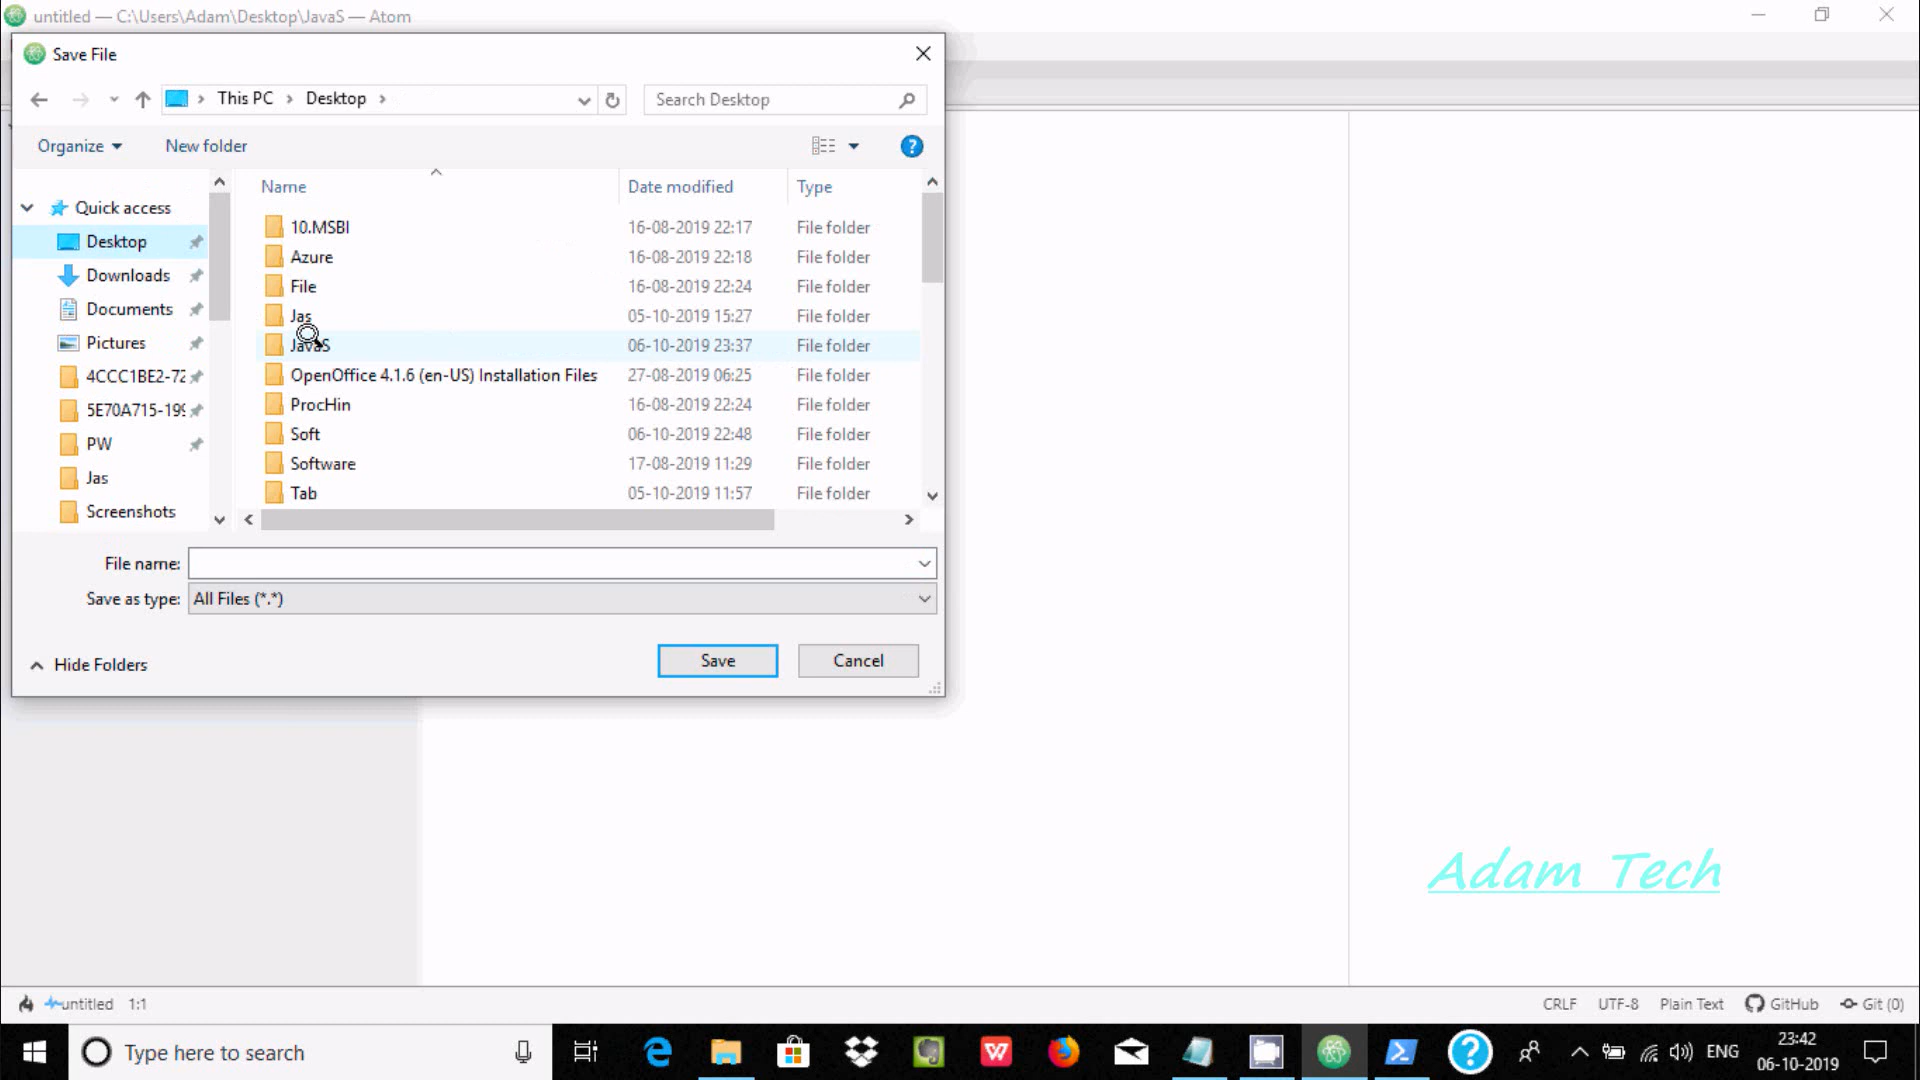 untitled — C:\Users\Adam\Desktop\JavaS — Atom
Save File
This PC > Desktop >
Search Desktop
Organize
New folder
Name
Date modified
Type
Quick access
Desktop
Downloads
Documents
Pictures
4CCC1BE2-72
5E70A715-199
PW
Jas
Screenshots
10.MSBI 16-08-2019 22:17 File folder
Azure 16-08-2019 22:18 File folder
File 16-08-2019 22:24 File folder
Jas 05-10-2019 15:27 File folder
JavaS 06-10-2019 23:37 File folder
OpenOffice 4.1.6 (en-US) Installation Files 27-08-2019 06:25 File folder
ProcHin 16-08-2019 22:24 File folder
Soft 06-10-2019 22:48 File folder
Software 17-08-2019 11:29 File folder
Tab 05-10-2019 11:57 File folder
File name:
Save as type: All Files (*.*)
Hide Folders
Save
Cancel
Adam Tech
untitled 1:1
CRLF UTF-8 Plain Text GitHub Git (0)
Type here to search
ENG
23:42
06-10-2019